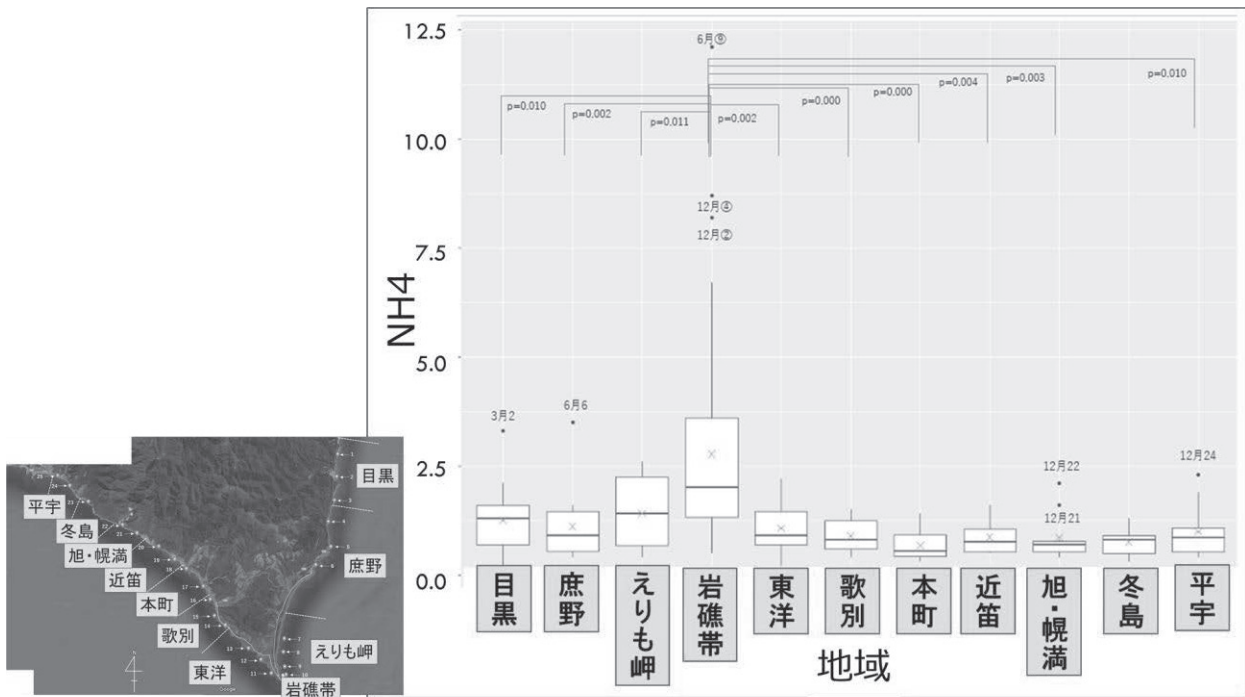 12.5
10.0
7.5
5.0
2.5
0.0
NH4
6月⑨
p=0.010
p=0.002
p=0.011
p=0.002
p=0.000
p=0.000
p=0.004
p=0.003
p=0.010
12月④
12月②
3月2
6月6
12月22
12月21
12月24
目黒
庶野
えりも岬
岩礁帯
東洋
歌別
本町
近笛
旭・幌満
冬島
平宇
地域
目黒
平宇
冬島
旭・幌満
近笛
庶野
本町
歌別
えりも岬
東洋
岩礁帯